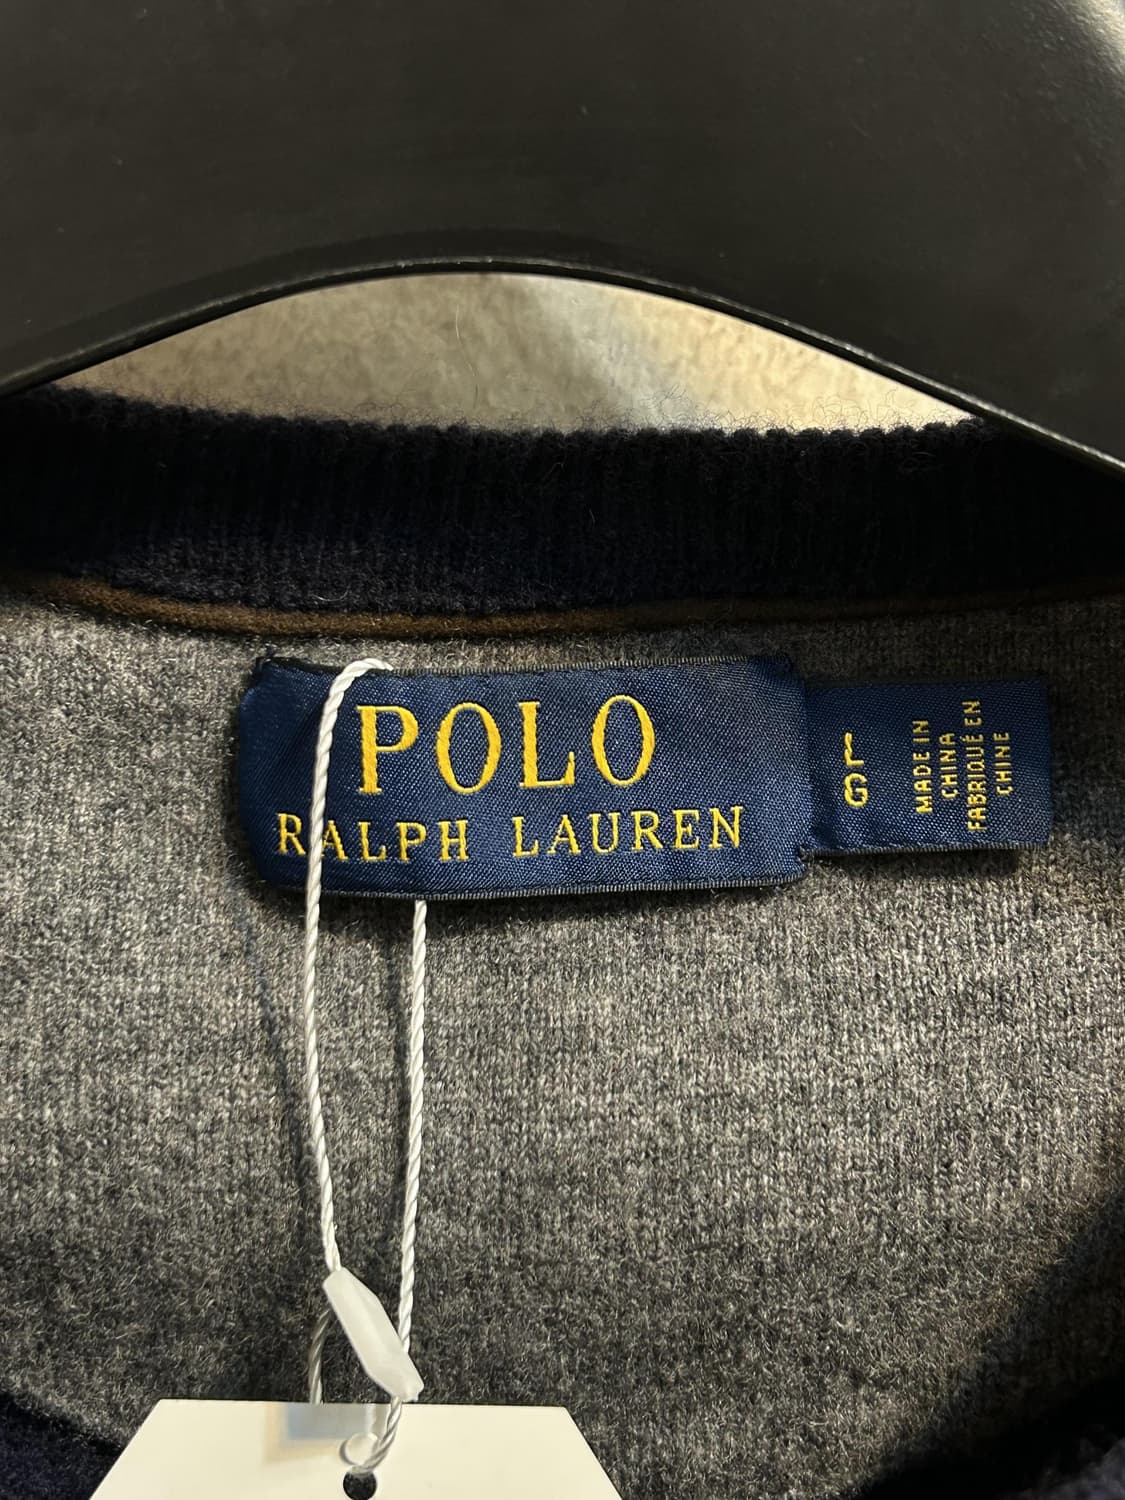 POLO
RALPH LAUREN
L
G
MADE IN
CHINA
FABRIQUÉ EN
CHINE